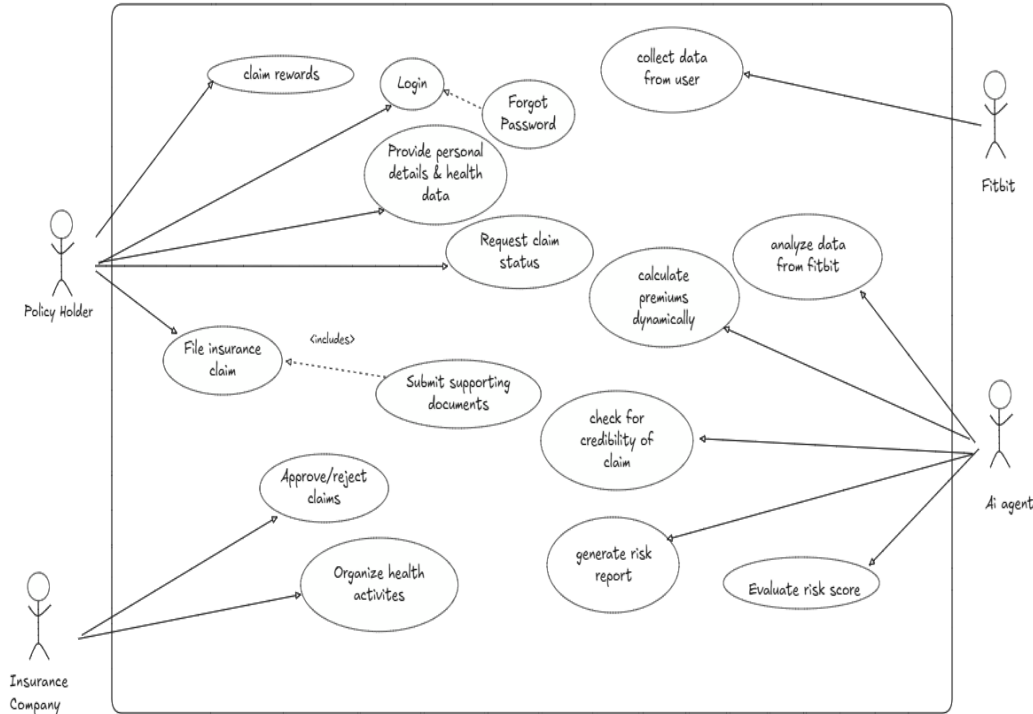 claim rewards
Login
Forgot
Password
collect data
from user
Fitbit
Provide personal
details & health
data
Request claim
status
analyze data
from fitbit
calculate
premiums
dynamically
Policy Holder
File insurance
claim
<includes>
Submit supporting
documents
check for
credibility of
claim
Ai agent
Approve/reject
claims
generate risk
report
Evaluate risk score
Organize health
activites
Insurance
Company